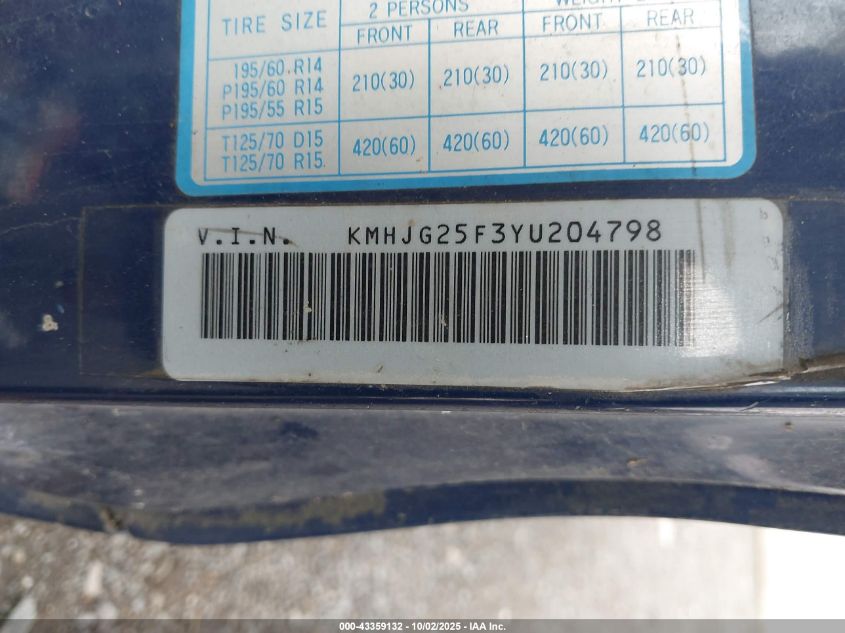 2 PERSONS
TIRE SIZE FRONT REAR FRONT REAR
195/60 R14
P195/60 R14 210(30) 210(30) 210(30) 210(30)
P195/55 R15
T125/70 D15 420(60) 420(60) 420(60) 420(60)
T125/70 R15
V.I.N. KMHJG25F3YU204798
000-43359132 - 10/02/2025 - IAA Inc.